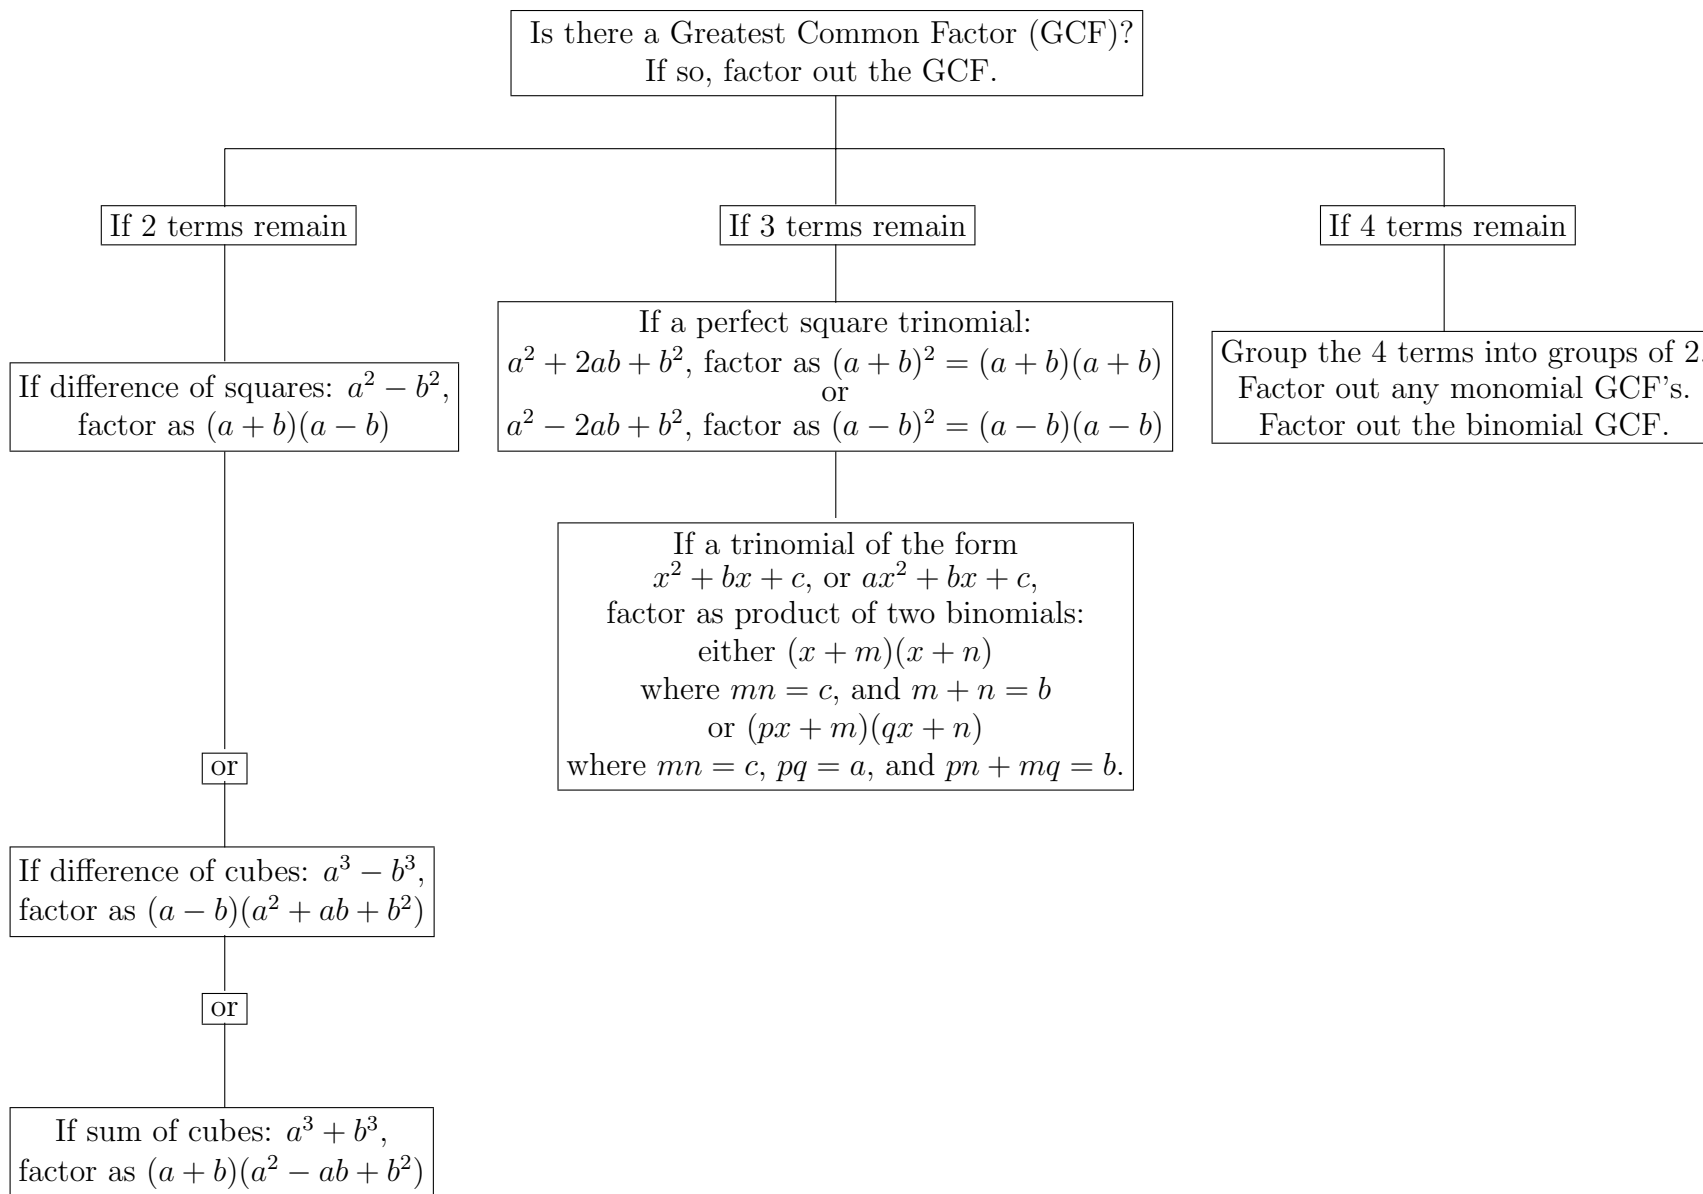 Is there a Greatest Common Factor (GCF)?
If so, factor out the GCF.
If 2 terms remain
If difference of squares: a² − b²,
factor as (a + b)(a − b)
or
If difference of cubes: a³ − b³,
factor as (a − b)(a² + ab + b²)
or
If sum of cubes: a³ + b³,
factor as (a + b)(a² − ab + b²)
If 3 terms remain
If a perfect square trinomial:
a² + 2ab + b², factor as (a + b)² = (a + b)(a + b)
or
a² − 2ab + b², factor as (a − b)² = (a − b)(a − b)
If a trinomial of the form
x² + bx + c, or ax² + bx + c,
factor as product of two binomials:
either (x + m)(x + n)
where mn = c, and m + n = b
or (px + m)(qx + n)
where mn = c, pq = a, and pn + mq = b.
If 4 terms remain
Group the 4 terms into groups of 2.
Factor out any monomial GCF's.
Factor out the binomial GCF.